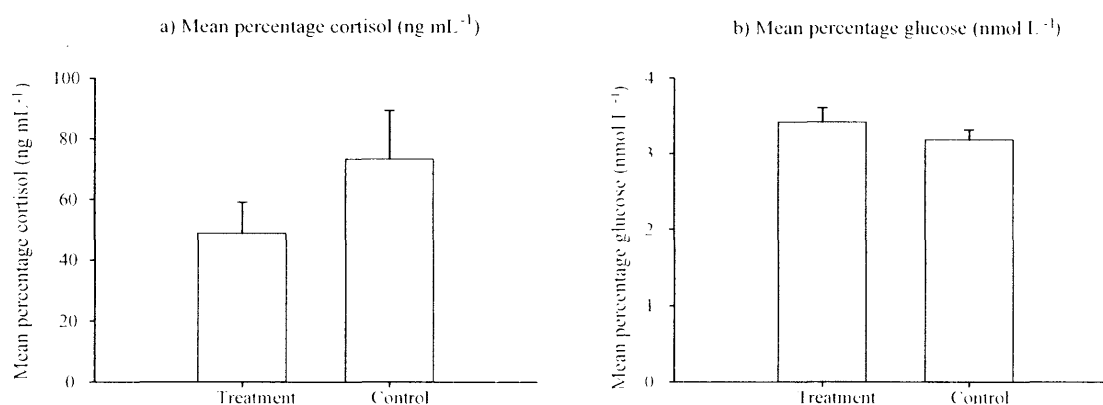 a) Mean percentage cortisol (ng mL⁻¹)
Mean percentage cortisol (ng mL⁻¹)
100
80
60
40
20
0
Treatment Control
b) Mean percentage glucose (nmol L⁻¹)
Mean percentage glucose (nmol L⁻¹)
4
3
2
1
0
Treatment Control